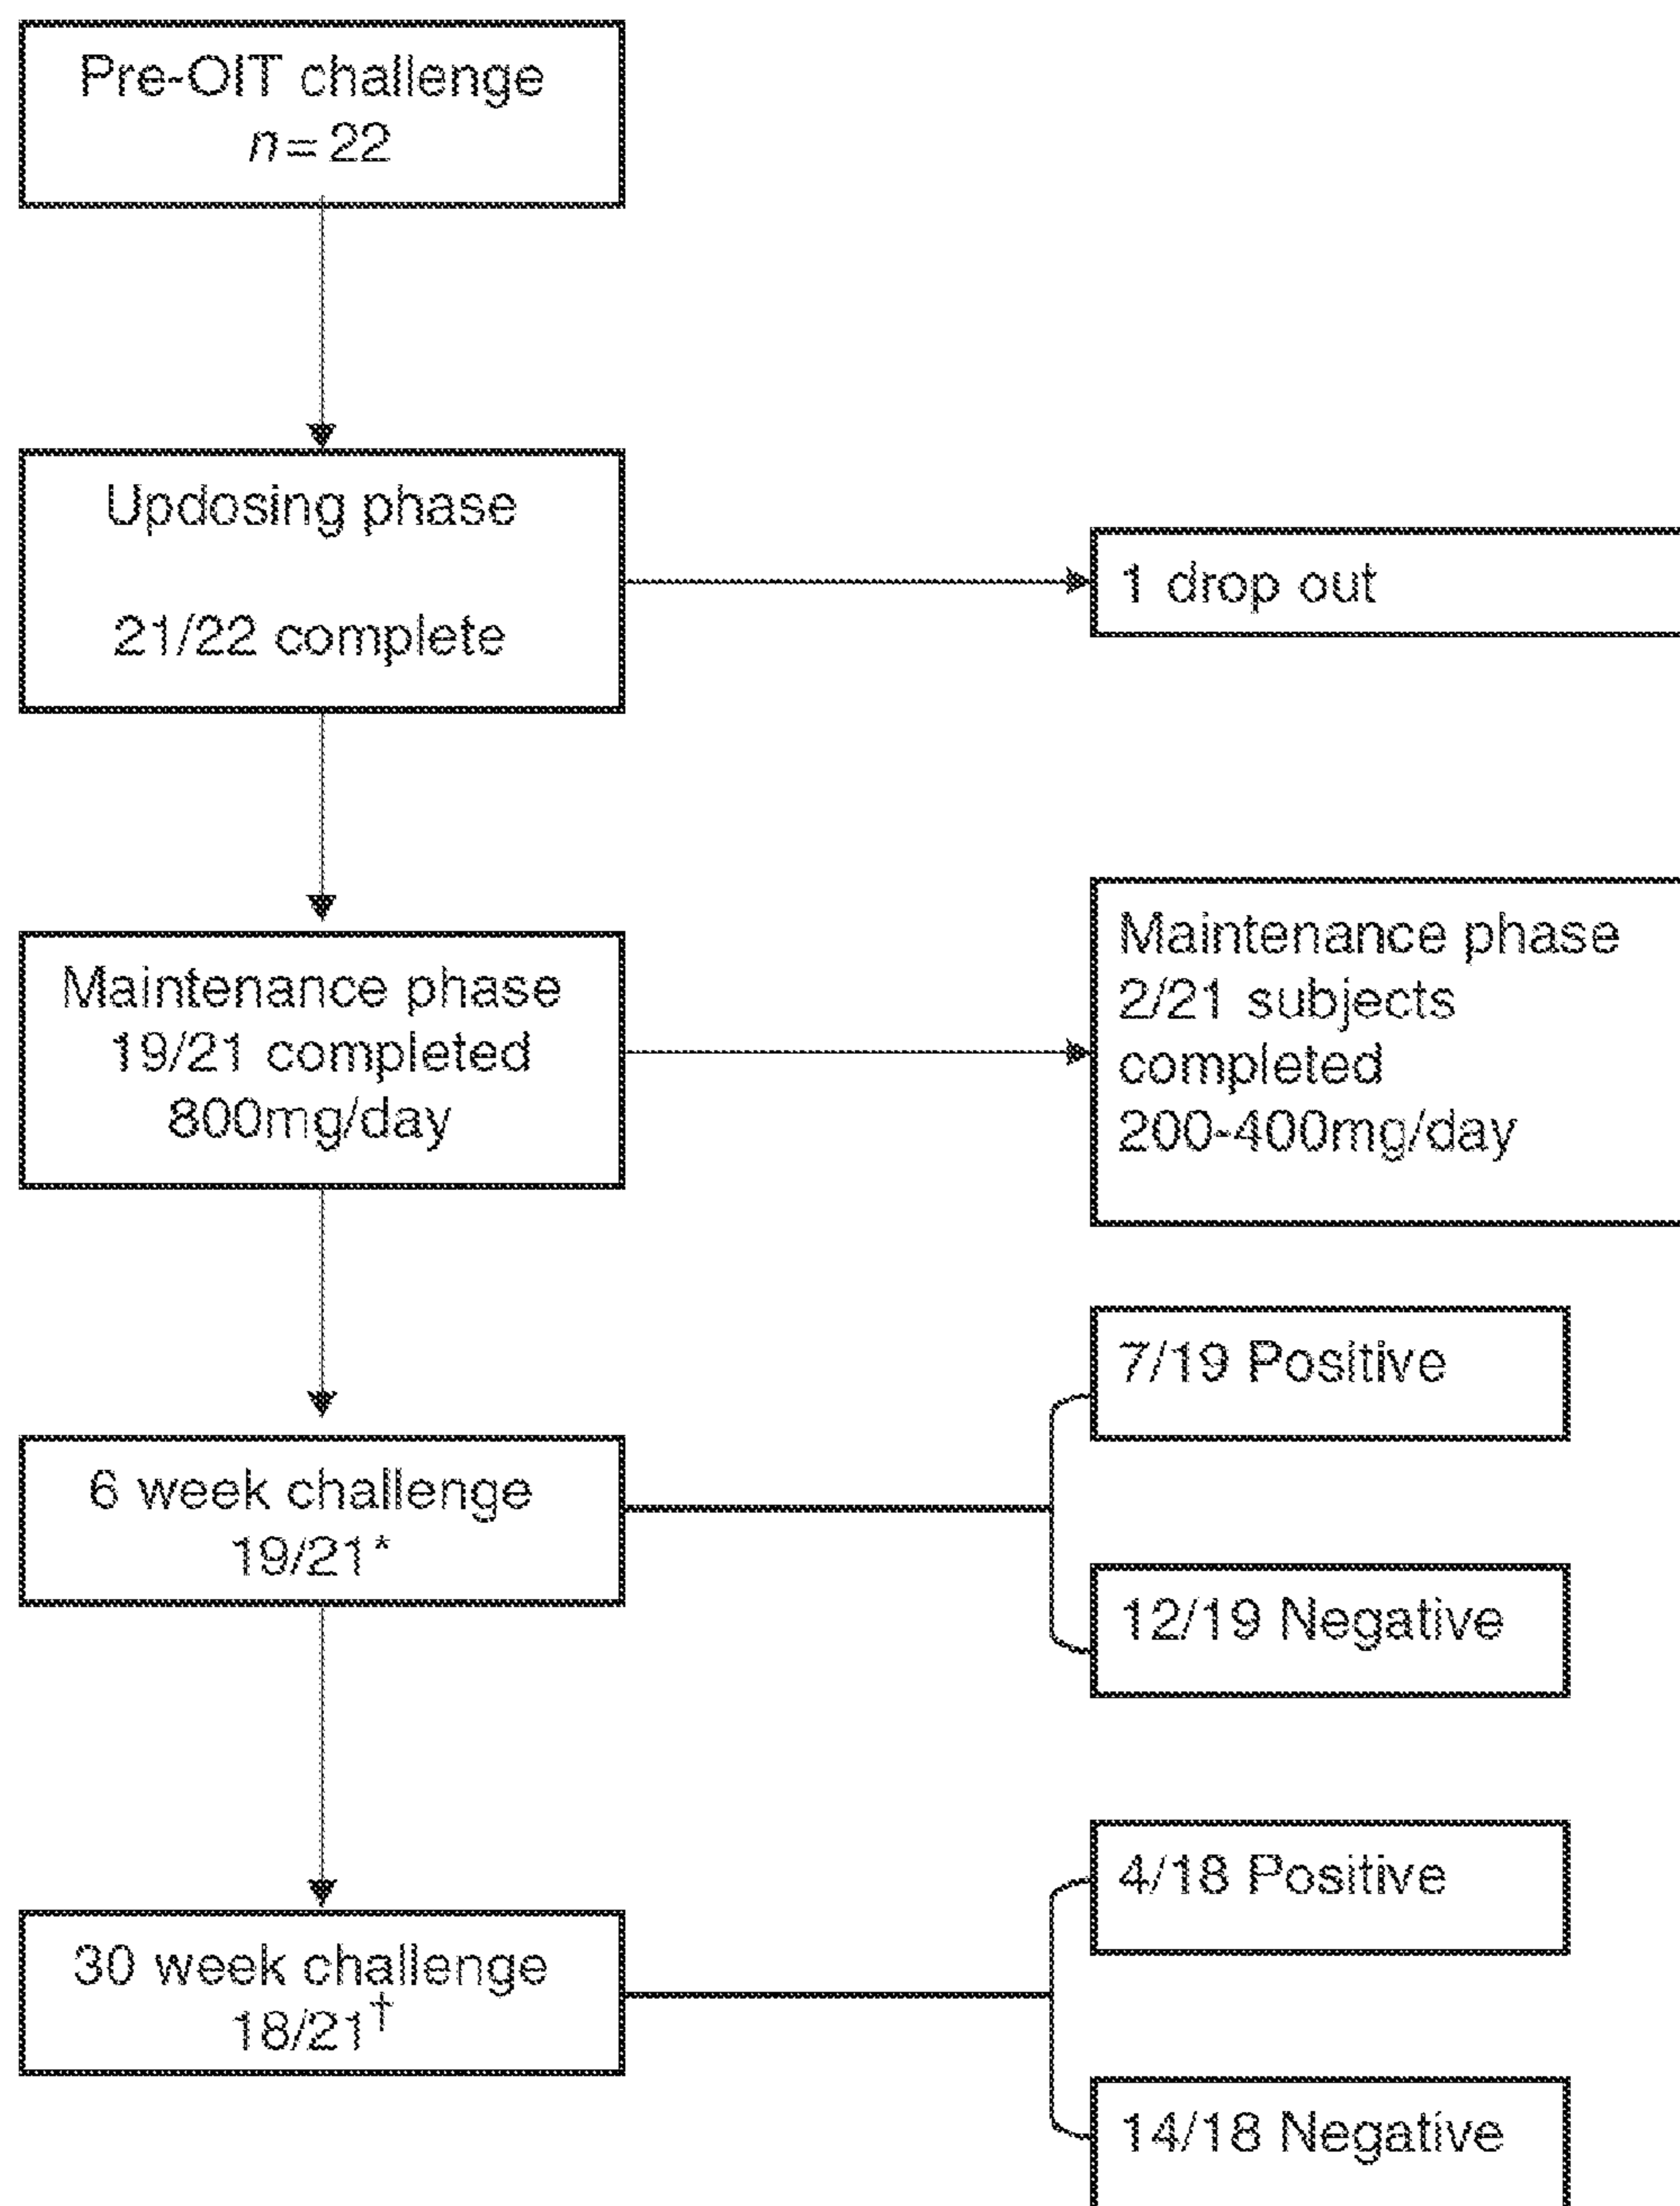 Pre-OIT challenge
n = 22
Updosing phase
21/22 complete
1 drop out
Maintenance phase
19/21 completed
800mg/day
Maintenance phase
2/21 subjects
completed
200-400mg/day
6 week challenge
19/21*
7/19 Positive
12/19 Negative
30 week challenge
18/21†
4/18 Positive
14/18 Negative